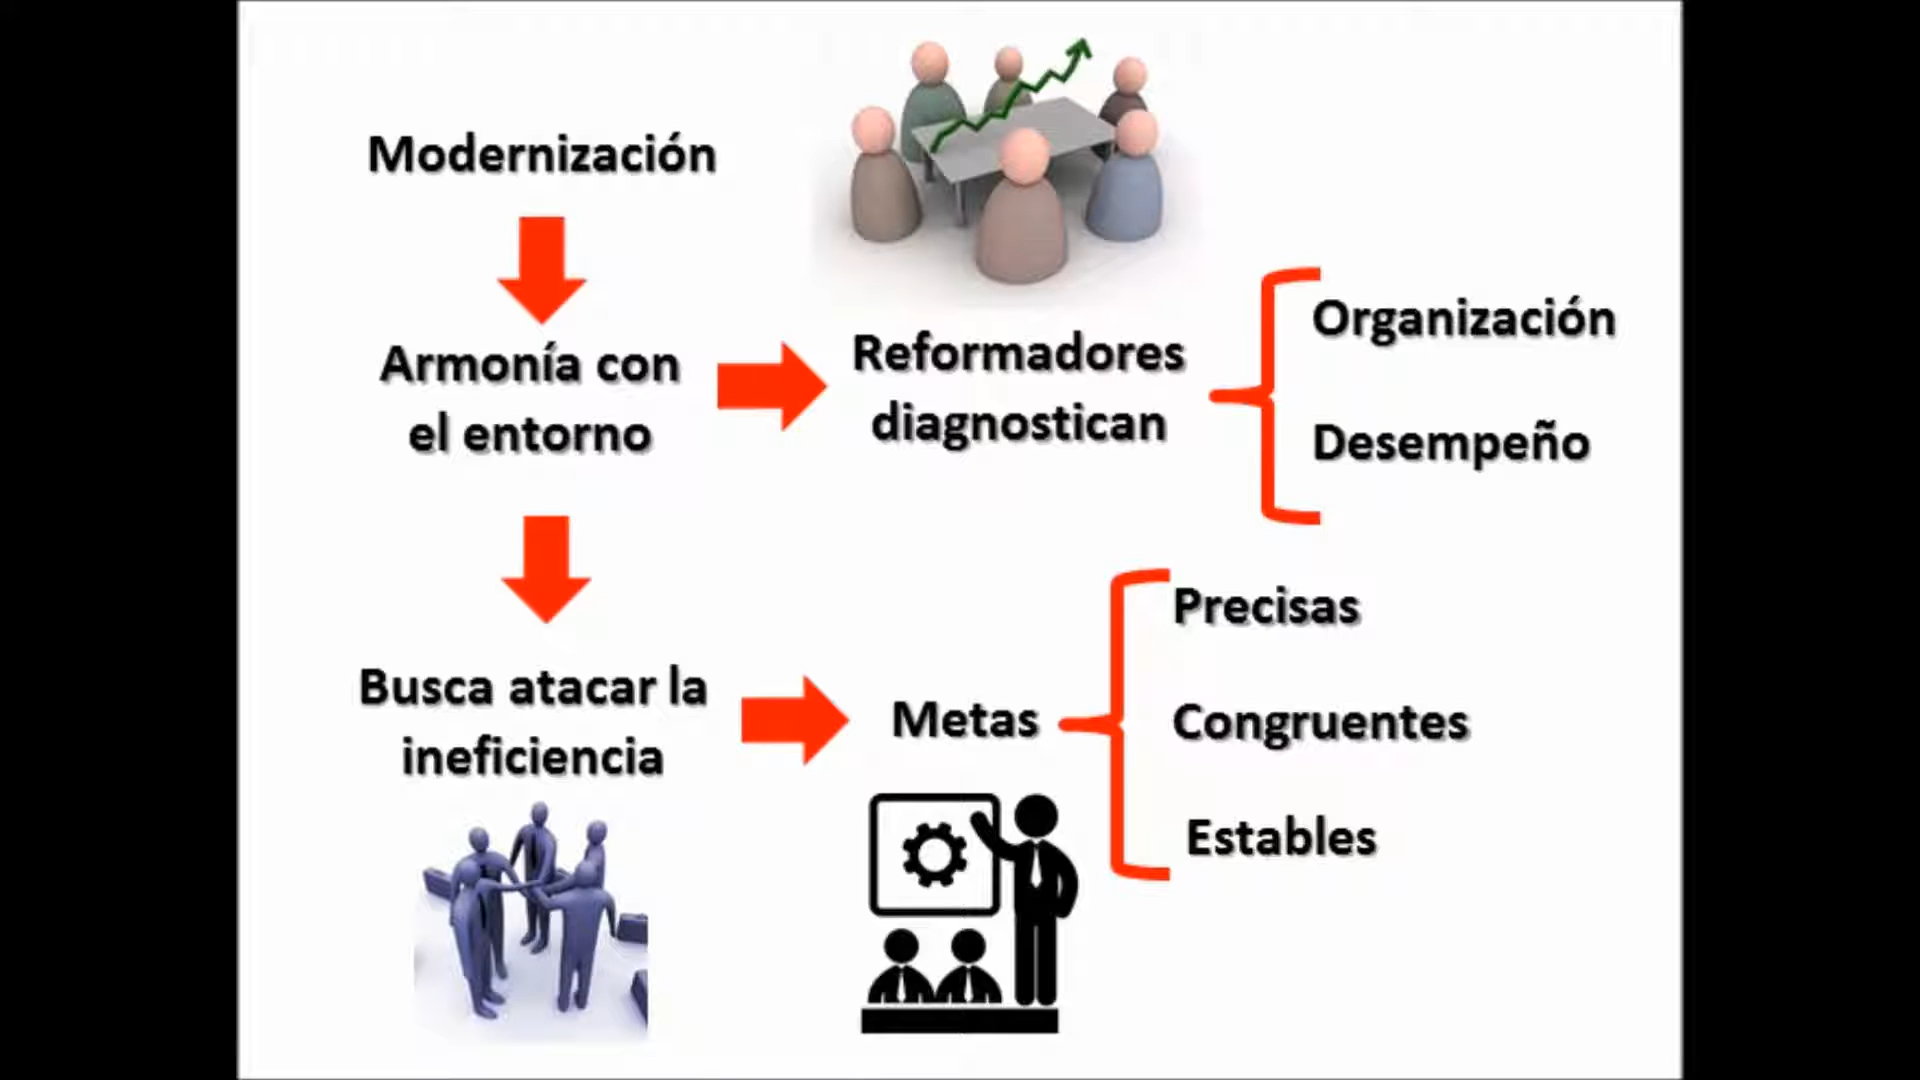 Modernización
Armonía con
el entorno
Reformadores
diagnostican
Organización
Desempeño
Busca atacar la
ineficiencia
Metas
Precisas
Congruentes
Estables